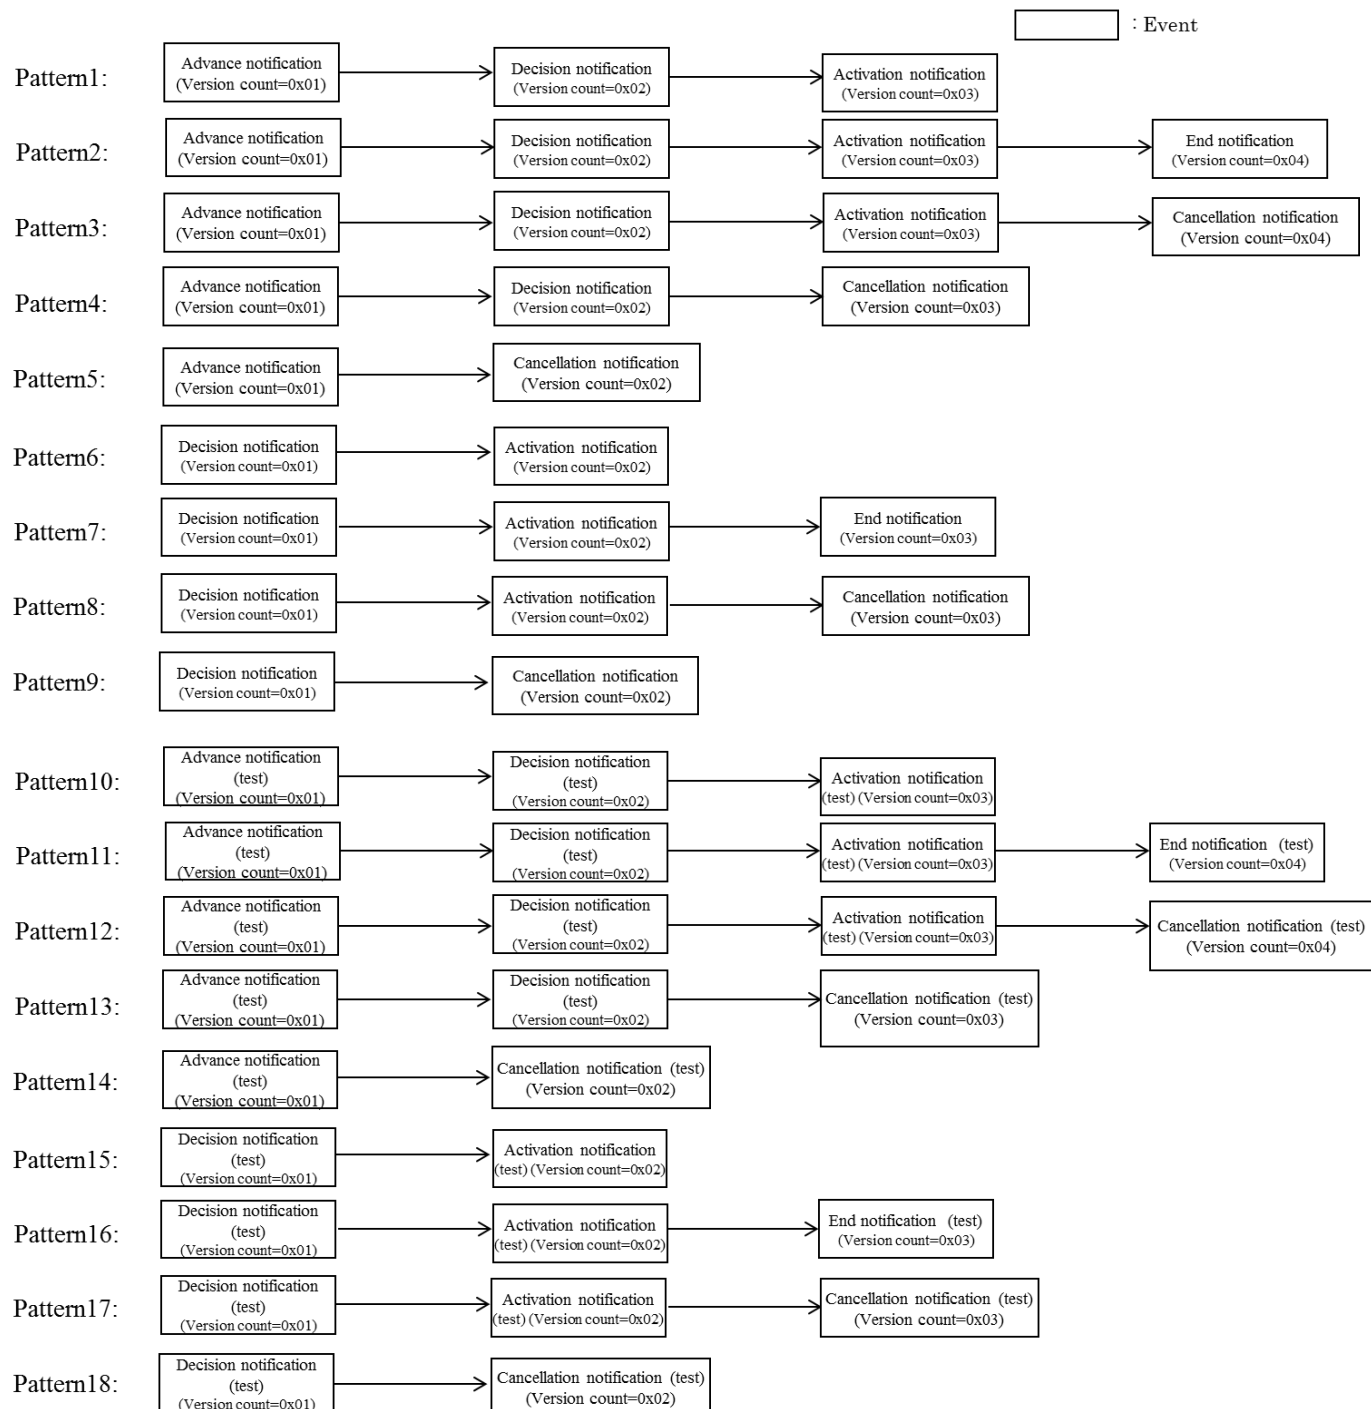 : Event
Pattern1:
Advance notification
(Version count=0x01)
Decision notification
(Version count=0x02)
Activation notification
(Version count=0x03)
Pattern2:
Advance notification
(Version count=0x01)
Decision notification
(Version count=0x02)
Activation notification
(Version count=0x03)
End notification
(Version count=0x04)
Pattern3:
Advance notification
(Version count=0x01)
Decision notification
(Version count=0x02)
Activation notification
(Version count=0x03)
Cancellation notification
(Version count=0x04)
Pattern4:
Advance notification
(Version count=0x01)
Decision notification
(Version count=0x02)
Cancellation notification
(Version count=0x03)
Pattern5:
Advance notification
(Version count=0x01)
Cancellation notification
(Version count=0x02)
Pattern6:
Decision notification
(Version count=0x01)
Activation notification
(Version count=0x02)
Pattern7:
Decision notification
(Version count=0x01)
Activation notification
(Version count=0x02)
End notification
(Version count=0x03)
Pattern8:
Decision notification
(Version count=0x01)
Activation notification
(Version count=0x02)
Cancellation notification
(Version count=0x03)
Pattern9:
Decision notification
(Version count=0x01)
Cancellation notification
(Version count=0x02)
Pattern10:
Advance notification
(test)
(Version count=0x01)
Decision notification
(test)
(Version count=0x02)
Activation notification
(test) (Version count=0x03)
Pattern11:
Advance notification
(test)
(Version count=0x01)
Decision notification
(test)
(Version count=0x02)
Activation notification
(test) (Version count=0x03)
End notification (test)
(Version count=0x04)
Pattern12:
Advance notification
(test)
(Version count=0x01)
Decision notification
(test)
(Version count=0x02)
Activation notification
(test) (Version count=0x03)
Cancellation notification (test)
(Version count=0x04)
Pattern13:
Advance notification
(test)
(Version count=0x01)
Decision notification
(test)
(Version count=0x02)
Cancellation notification (test)
(Version count=0x03)
Pattern14:
Advance notification
(test)
(Version count=0x01)
Cancellation notification (test)
(Version count=0x02)
Pattern15:
Decision notification
(test)
(Version count=0x01)
Activation notification
(test) (Version count=0x02)
Pattern16:
Decision notification
(test)
(Version count=0x01)
Activation notification
(test) (Version count=0x02)
End notification (test)
(Version count=0x03)
Pattern17:
Decision notification
(test)
(Version count=0x01)
Activation notification
(test) (Version count=0x02)
Cancellation notification (test)
(Version count=0x03)
Pattern18:
Decision notification
(test)
(Version count=0x01)
Cancellation notification (test)
(Version count=0x02)